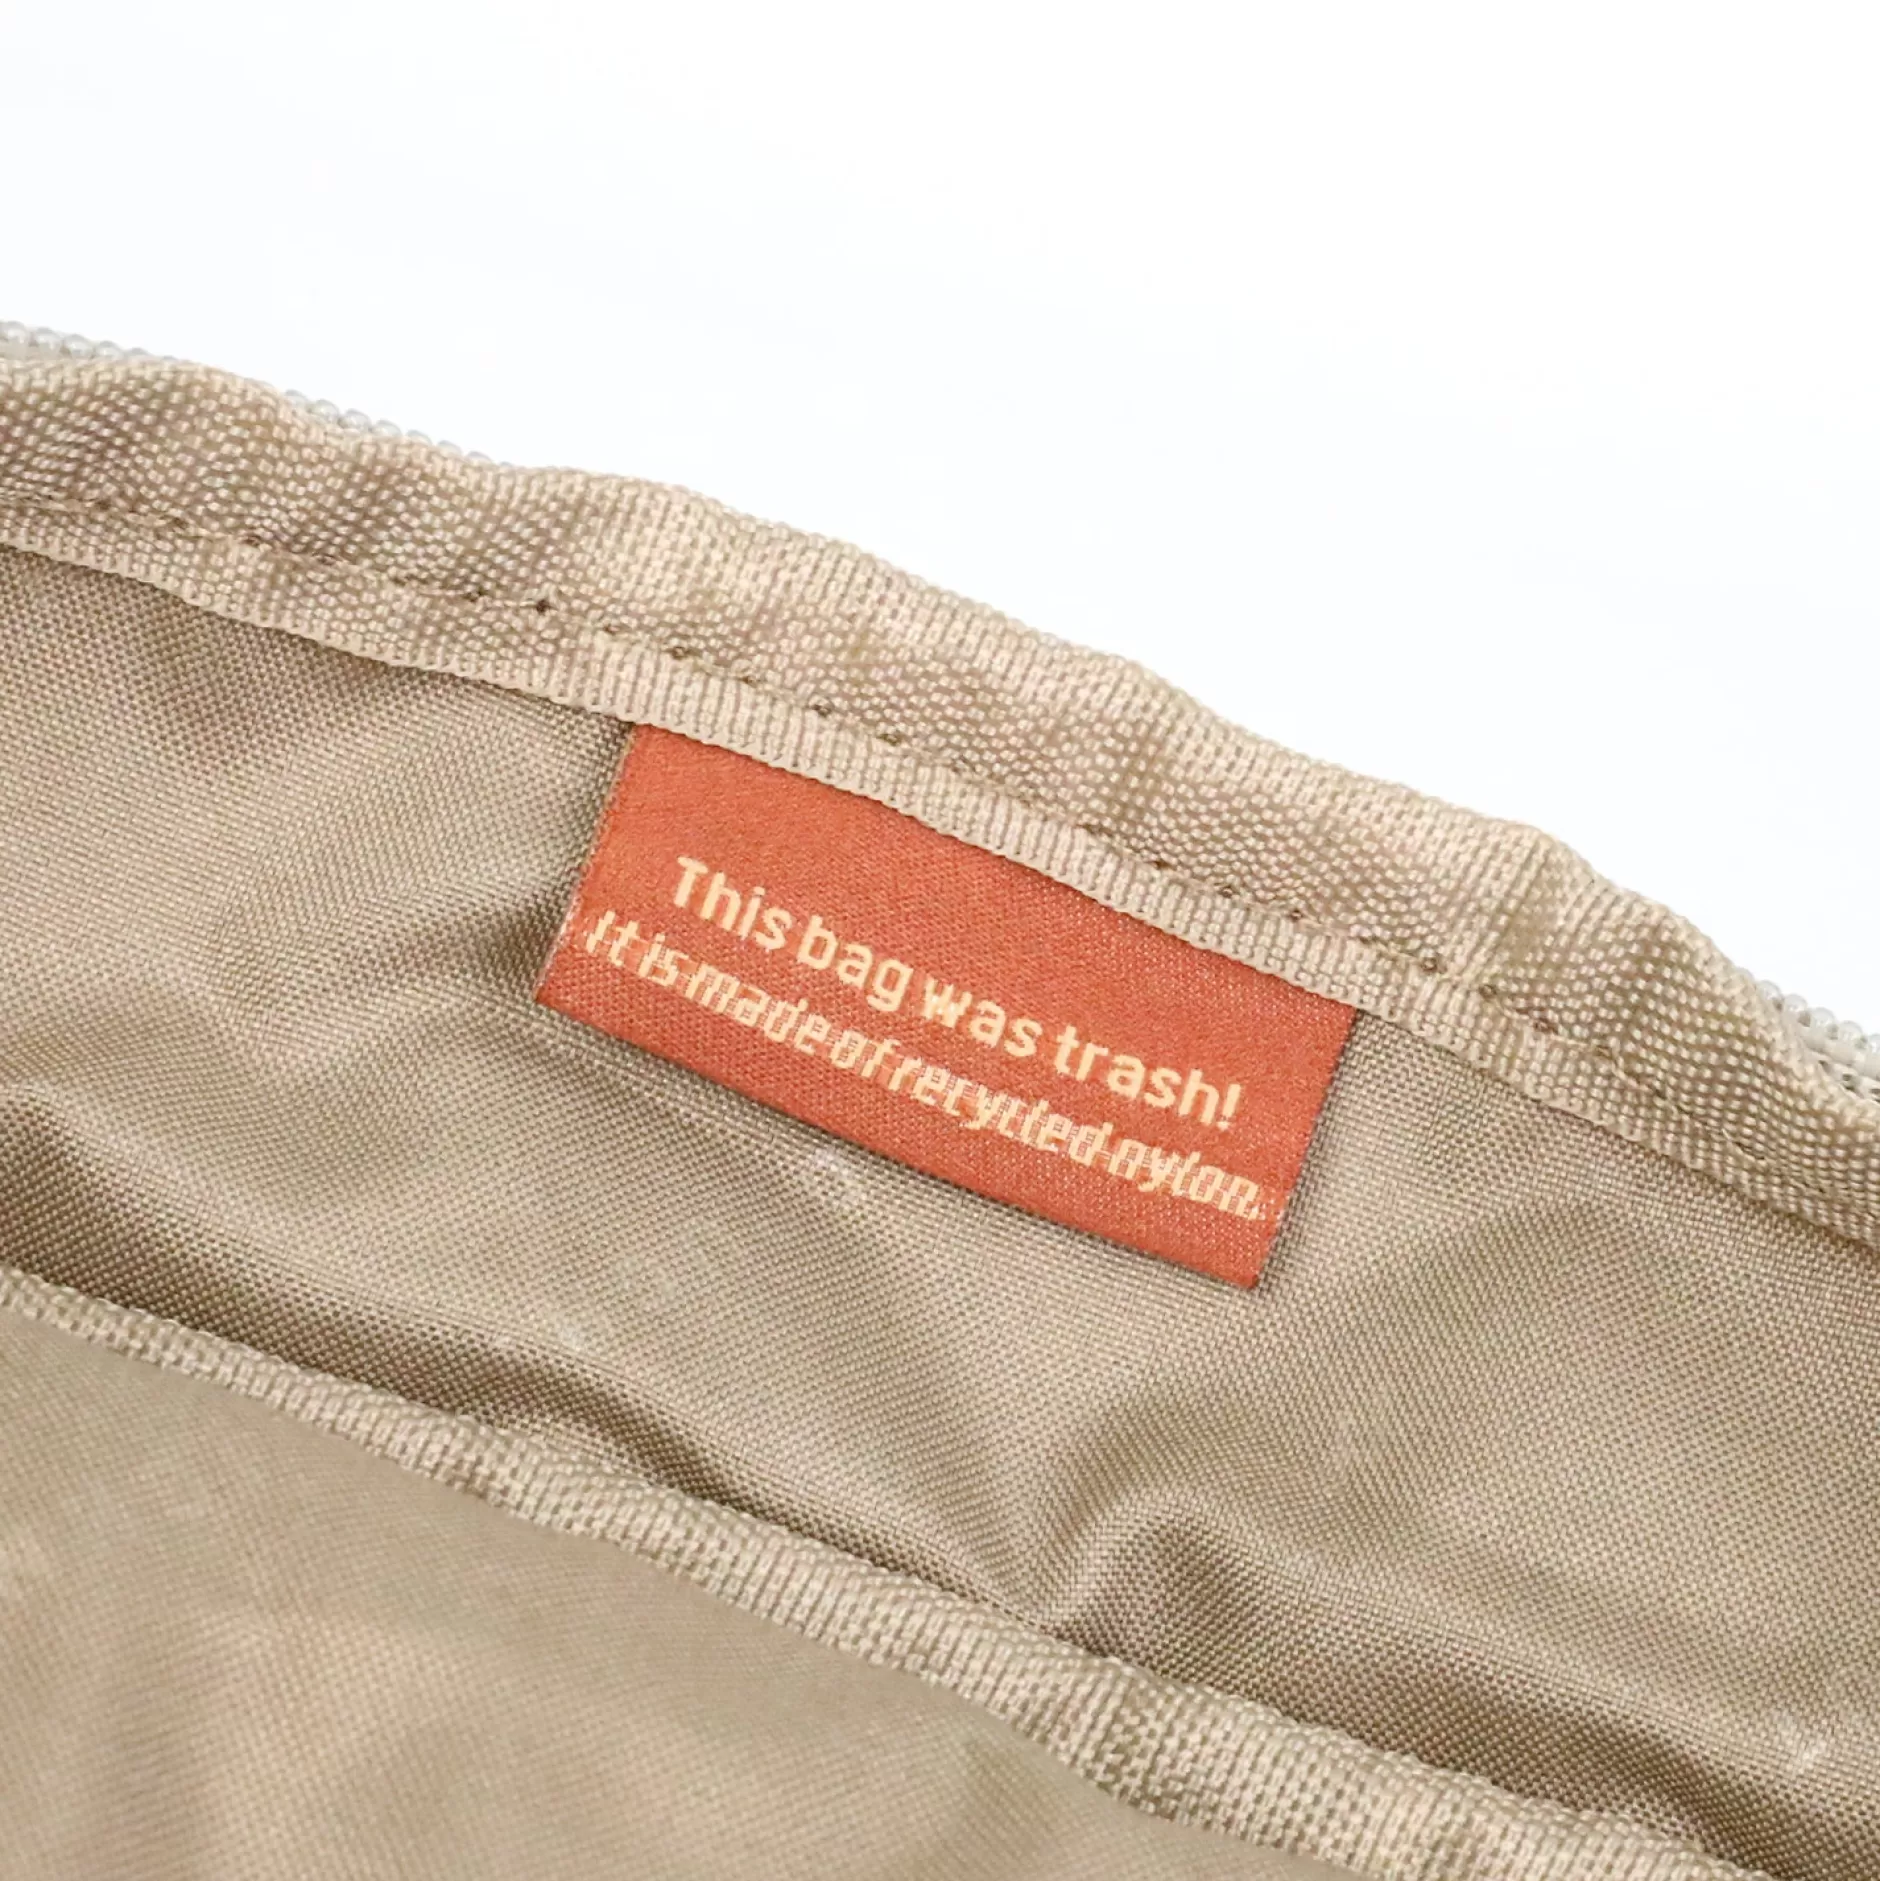 This bag was trash!
It is made of recycled nylon.